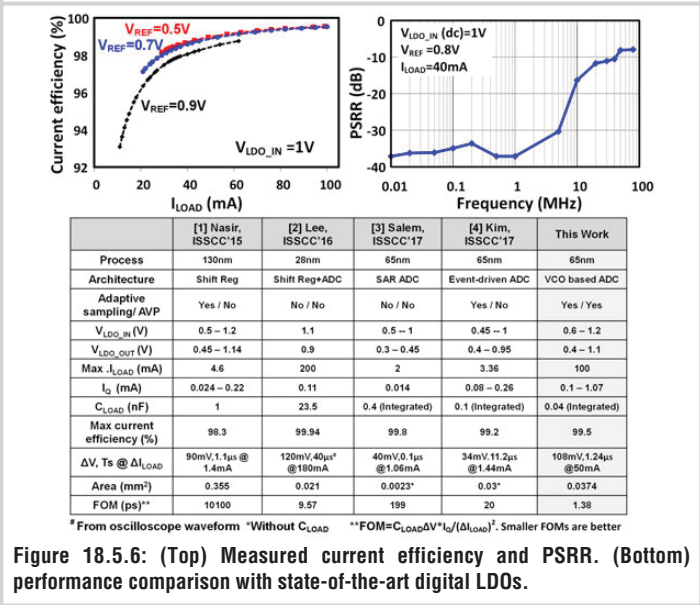 Current efficiency (%)
100
98
96
94
92
V_REF=0.5V
V_REF=0.7V
V_REF=0.9V
V_LDO_IN =1V
0 20 40 60 80 100
I_LOAD (mA)
PSRR (dB)
0
-10
-20
-30
-40
V_LDO_IN (dc)=1V
V_REF =0.8V
I_LOAD=40mA
0.01 0.1 1 10 100
Frequency (MHz)
[1] Nasir, ISSCC'15 [2] Lee, ISSCC'16 [3] Salem, ISSCC'17 [4] Kim, ISSCC'17 This Work
Process 130nm 28nm 65nm 65nm 65nm
Architecture Shift Reg Shift Reg+ADC SAR ADC Event-driven ADC VCO based ADC
Adaptive sampling/ AVP Yes / No No / No No / No Yes / No Yes / Yes
V_LDO_IN (V) 0.5 – 1.2 1.1 0.5 -- 1 0.45 -- 1 0.6 – 1.2
V_LDO_OUT (V) 0.45 – 1.14 0.9 0.3 – 0.45 0.4 – 0.95 0.4 – 1.1
Max .I_LOAD (mA) 4.6 200 2 3.36 100
I_Q (mA) 0.024 – 0.22 0.11 0.014 0.08 – 0.26 0.1 – 1.07
C_LOAD (nF) 1 23.5 0.4 (Integrated) 0.1 (Integrated) 0.04 (Integrated)
Max current efficiency (%) 98.3 99.94 99.8 99.2 99.5
ΔV, Ts @ ΔI_LOAD 90mV,1.1µs @ 1.4mA 120mV,40µs# @180mA 40mV,0.1µs @1.06mA 34mV.11.2µs @1.44mA 108mV,1.24µs @50mA
Area (mm²) 0.355 0.021 0.0023* 0.03* 0.0374
FOM (ps)** 10100 9.57 199 20 1.38
# From oscilloscope waveform *Without C_LOAD **FOM=C_LOADΔV*I_Q/(ΔI_LOAD)². Smaller FOMs are better
Figure 18.5.6: (Top) Measured current efficiency and PSRR. (Bottom)
performance comparison with state-of-the-art digital LDOs.